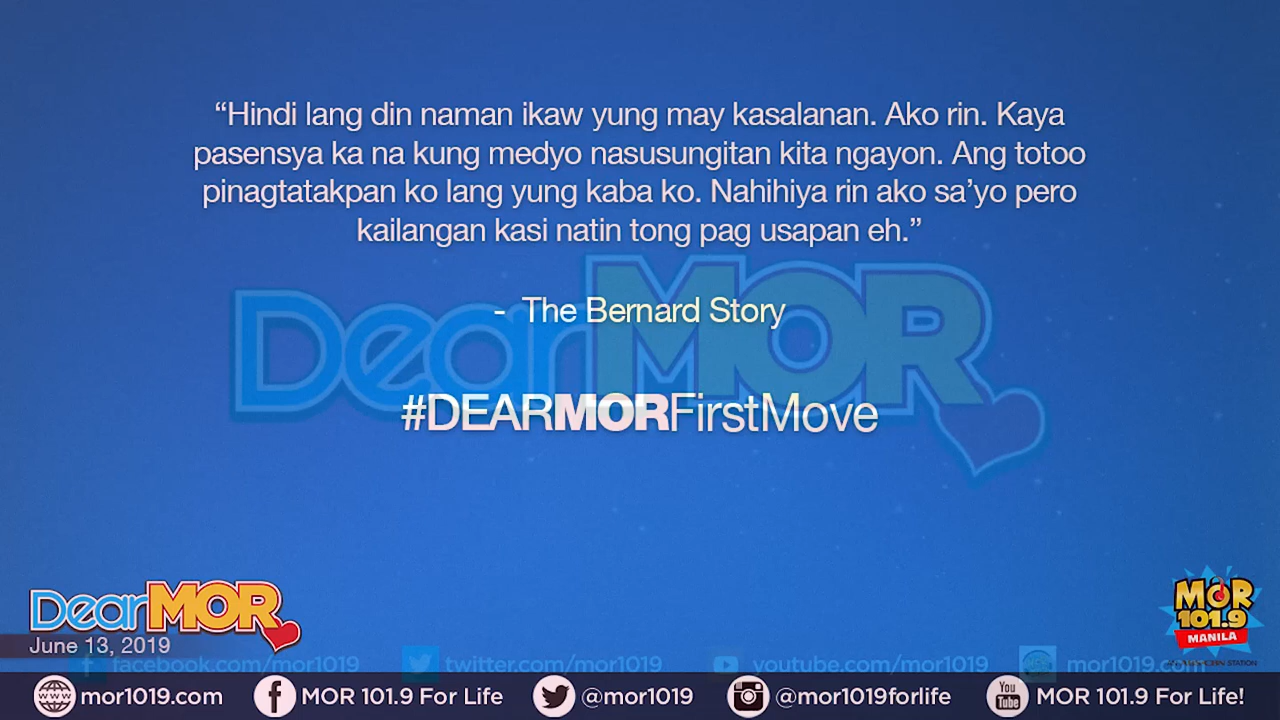 “Hindi lang din naman ikaw yung may kasalanan. Ako rin. Kaya
pasensya ka na kung medyo nasusungitan kita ngayon. Ang totoo
pinagtatakpan ko lang yung kaba ko. Nahihiya rin ako sa’yo pero
kailangan kasi natin tong pag usapan eh.”
DearMOR
- The Bernard Story
#DEARMORFirstMove
DearMOR
June 13, 2019
MOR
101.9
MANILA
facebook.com/mor1019 twitter.com/mor1019 youtube.com/mor1019 mor1019.com
mor1019.com MOR 101.9 For Life @mor1019 @mor1019forlife You Tube MOR 101.9 For Life!